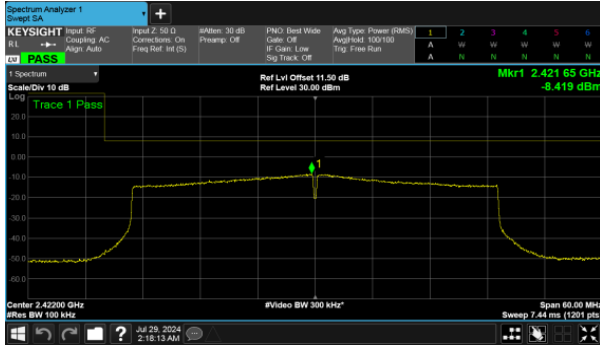 Spectrum Analyzer 1
Swept SA
+
KEYSIGHT
Input: RF
Coupling: AC
Align: Auto
Input Z: 50 Ω
Corrections: On
Freq Ref: Int (S)
#Atten: 30 dB
Preamp: Off
PNO: Best Wide
Gate: Off
IF Gain: Low
Sig Track: Off
Avg Type: Power (RMS)
Avg|Hold: 100/100
Trig: Free Run
1 2 3 4 5 6
A W W W W W
A N N N N N
RL
LXI PASS
1 Spectrum
Scale/Div 10 dB
Ref Lvl Offset 11.50 dB
Ref Level 30.00 dBm
Mkr1 2.421 65 GHz
-8.419 dBm
Log
Trace 1 Pass
20.0
10.0
0.00
-10.0
-20.0
-30.0
-40.0
-50.0
-60.0
1
Center 2.42200 GHz
#Res BW 100 kHz
#Video BW 300 kHz*
Span 60.00 MHz
Sweep 7.44 ms (1201 pts)
?
Jul 29, 2024
2:18:13 AM